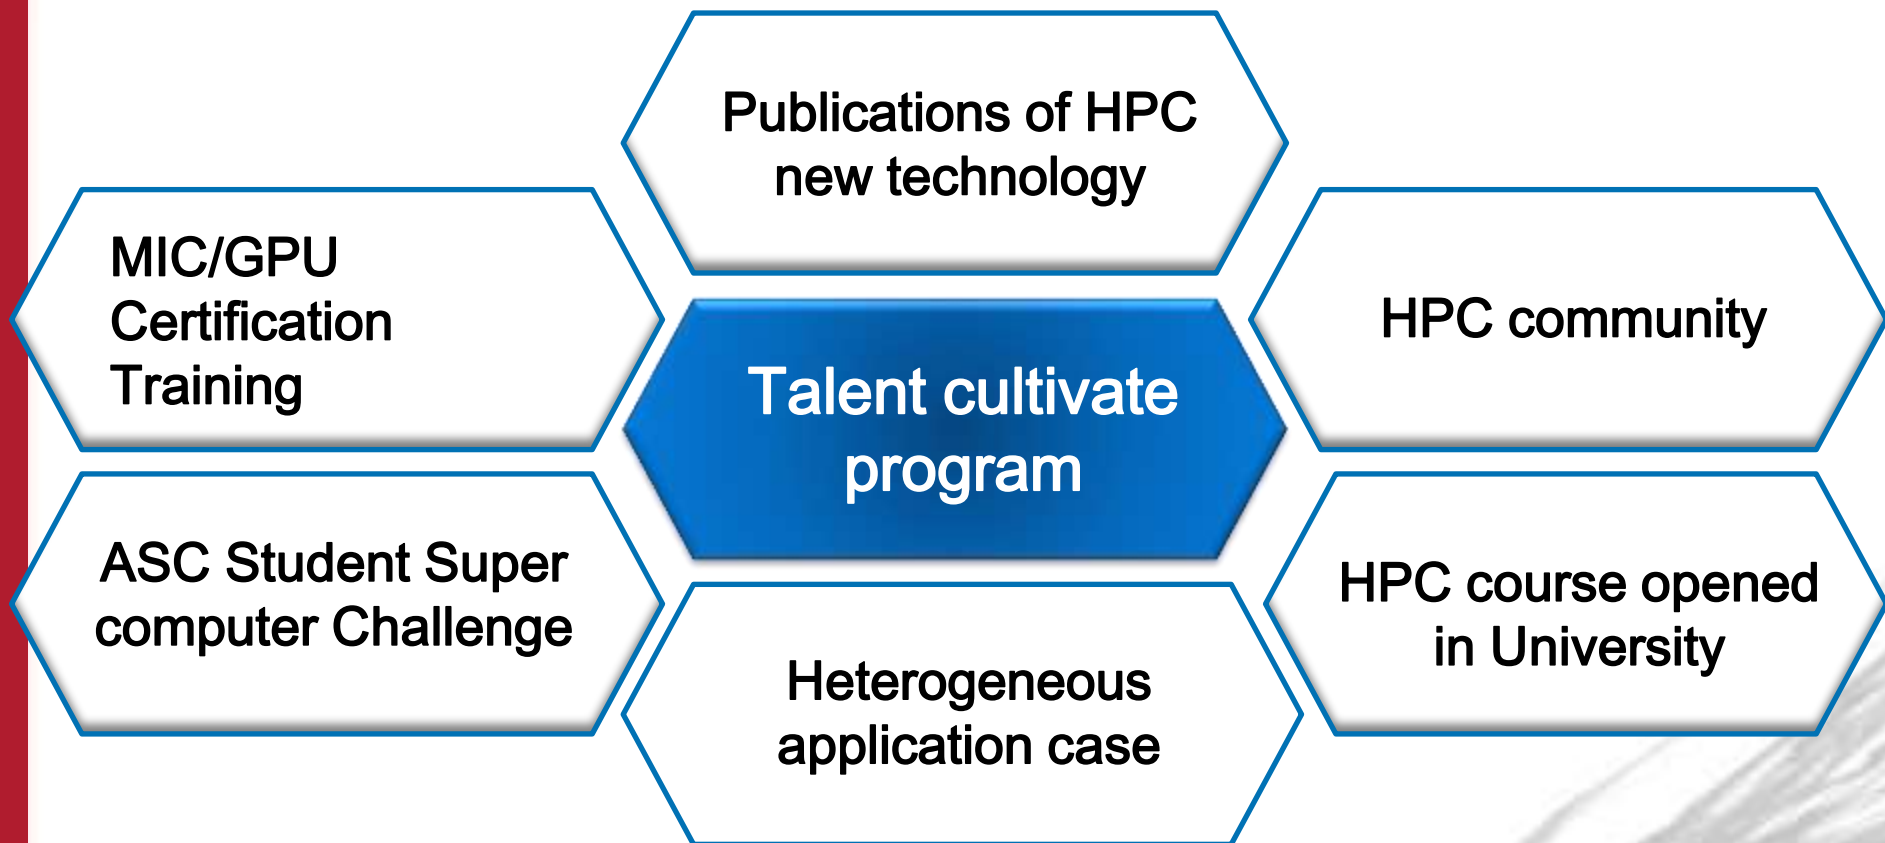 Publications of HPC
new technology
MIC/GPU
Certification
Training
HPC community
Talent cultivate
program
ASC Student Super
computer Challenge
HPC course opened
in University
Heterogeneous
application case